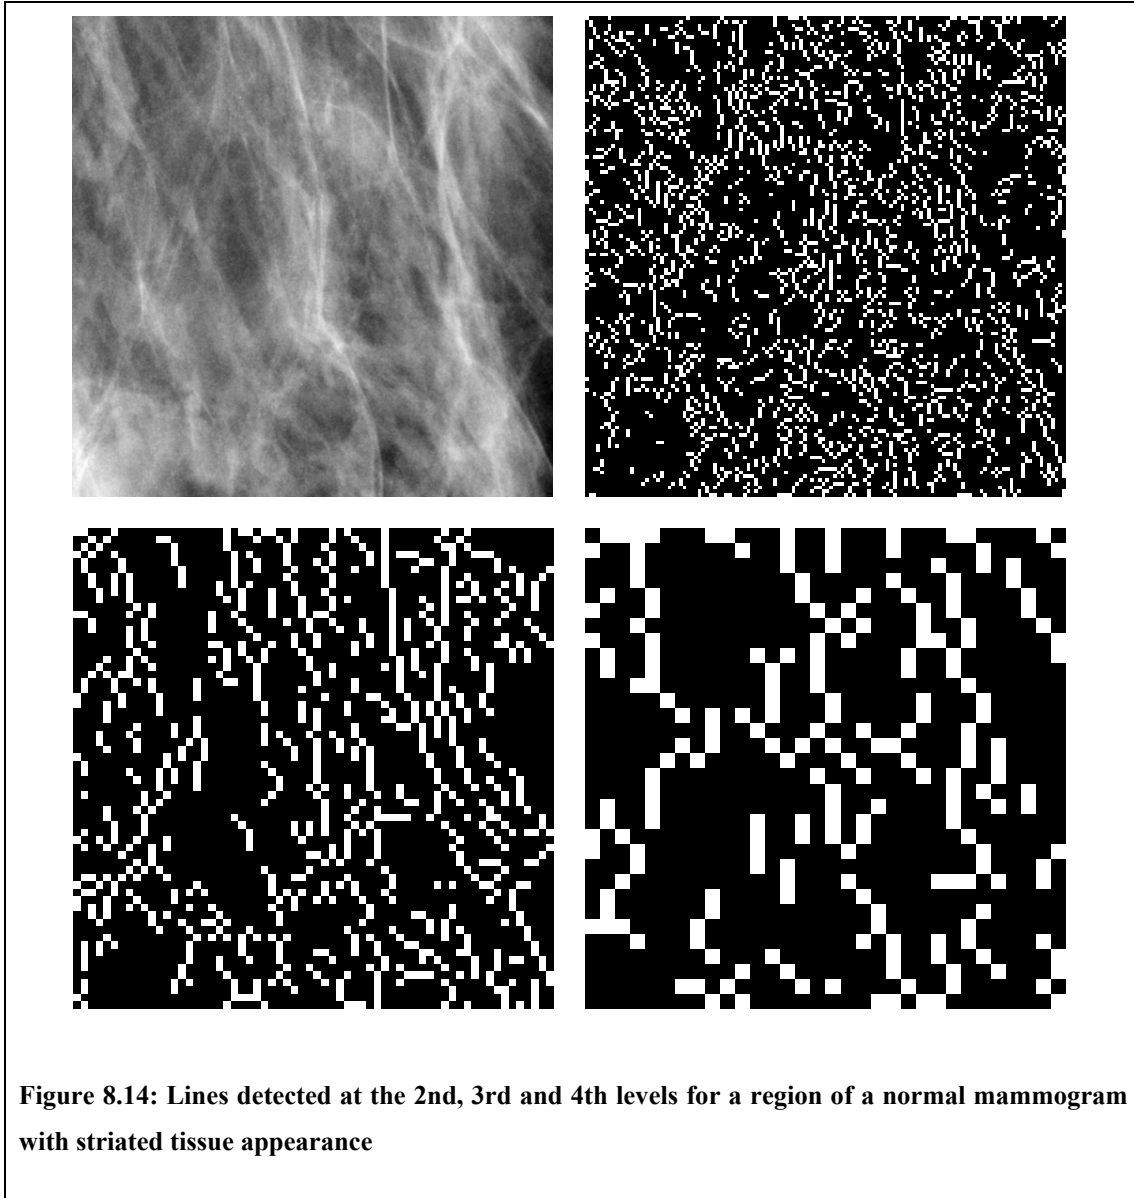 Figure 8.14: Lines detected at the 2nd, 3rd and 4th levels for a region of a normal mammogram
with striated tissue appearance